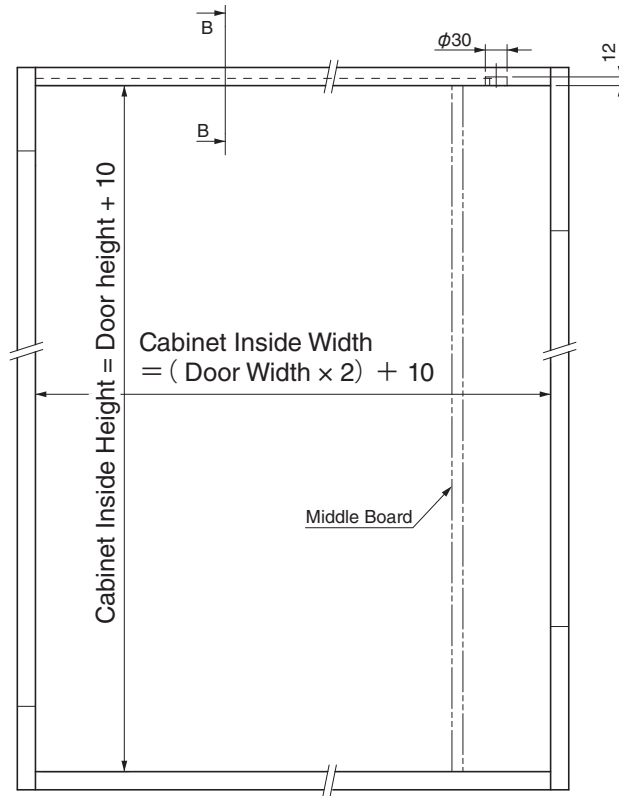 B
φ30
12
B
Cabinet Inside Height = Door height + 10
Cabinet Inside Width
=( Door Width × 2) + 10
Middle Board